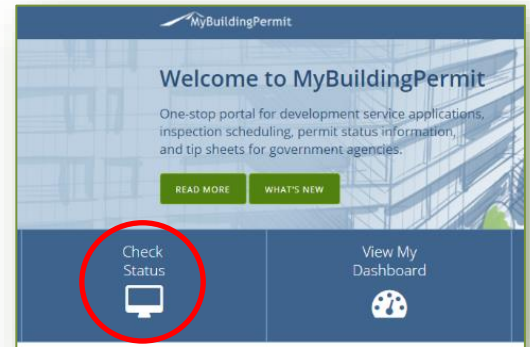 MyBuildingPermit
Welcome to MyBuildingPermit
One-stop portal for development service applications,
inspection scheduling, permit status information,
and tip sheets for government agencies.
READ MORE
WHAT'S NEW
Check
Status
View My
Dashboard